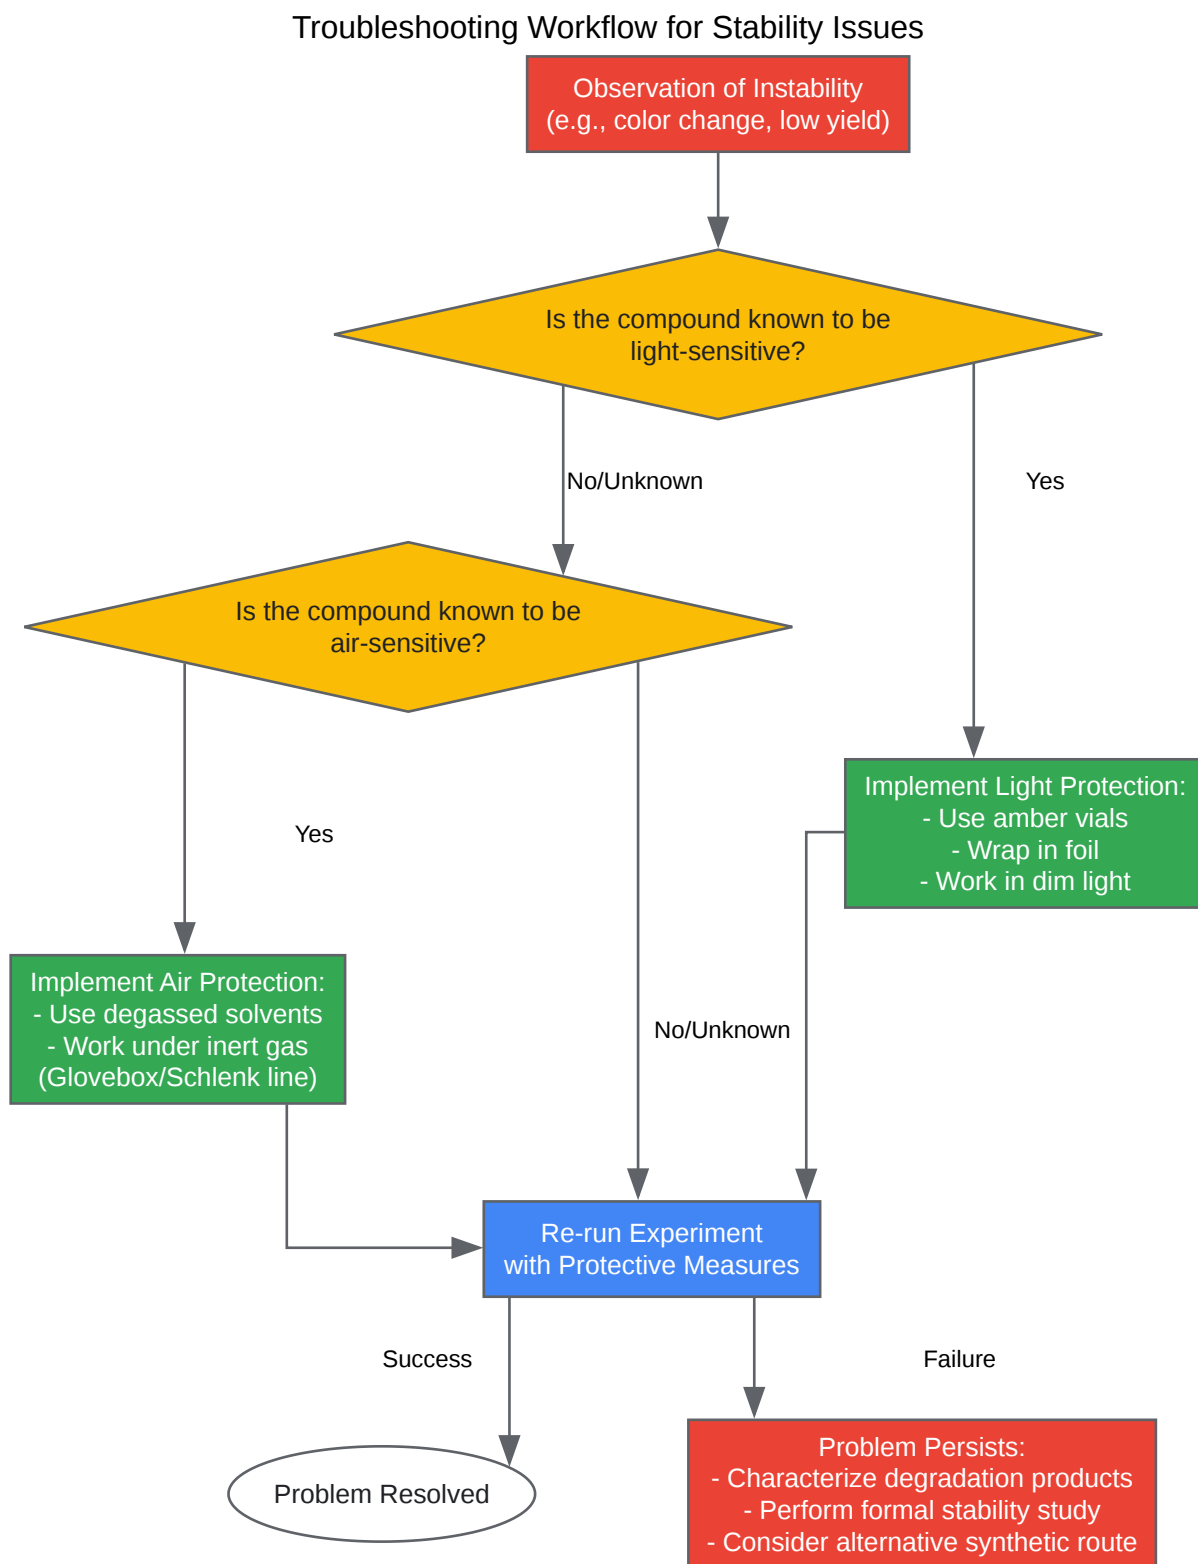 Troubleshooting Workflow for Stability Issues
Observation of Instability
(e.g., color change, low yield)
Is the compound known to be
light-sensitive?
No/Unknown
Yes
Is the compound known to be
air-sensitive?
Implement Light Protection:
- Use amber vials
- Wrap in foil
- Work in dim light
Yes
Implement Air Protection:
- Use degassed solvents
- Work under inert gas
(Glovebox/Schlenk line)
No/Unknown
Re-run Experiment
with Protective Measures
Success
Failure
Problem Resolved
Problem Persists:
- Characterize degradation products
- Perform formal stability study
- Consider alternative synthetic route